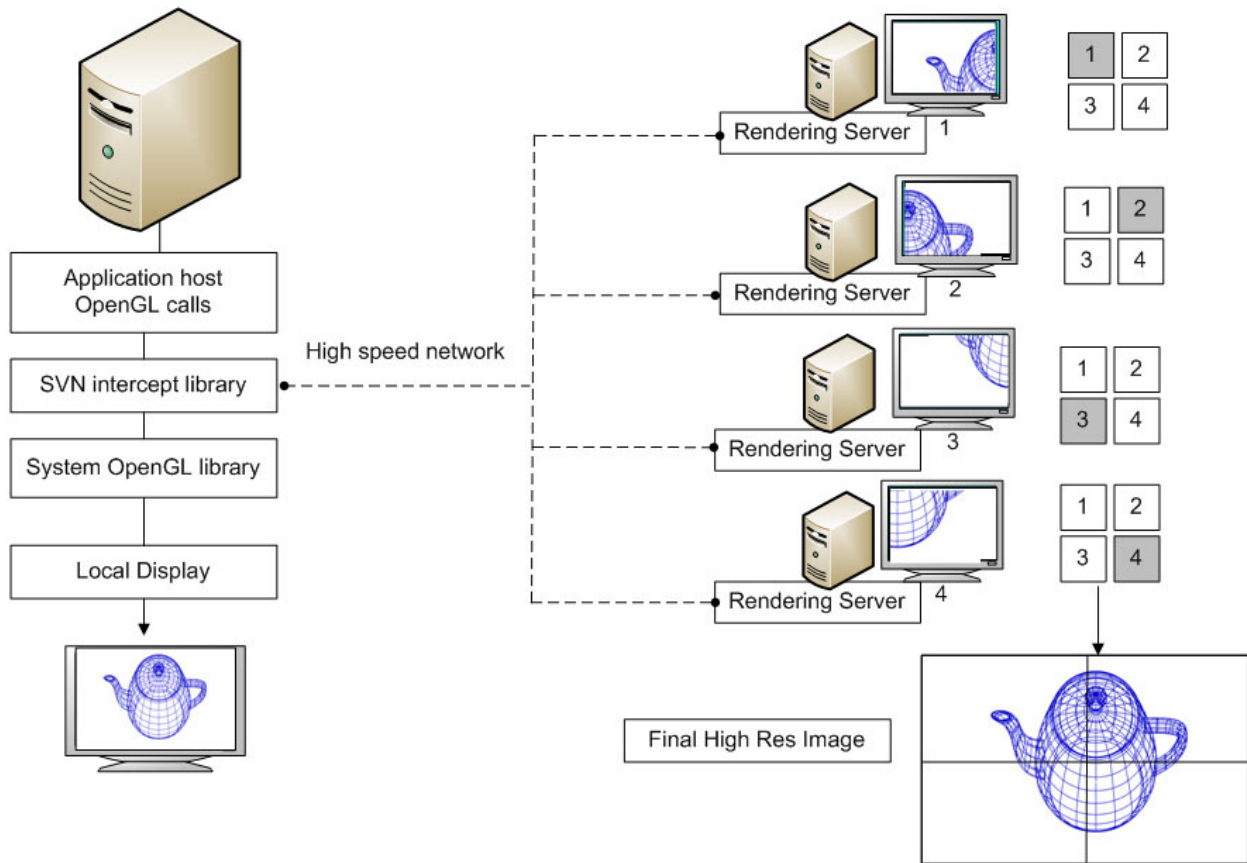 Application host
OpenGL calls
SVN intercept library
System OpenGL library
Local Display
High speed network
Rendering Server
1
1 2
3 4
Rendering Server
2
1 2
3 4
Rendering Server
3
1 2
3 4
Rendering Server
4
1 2
3 4
Final High Res Image